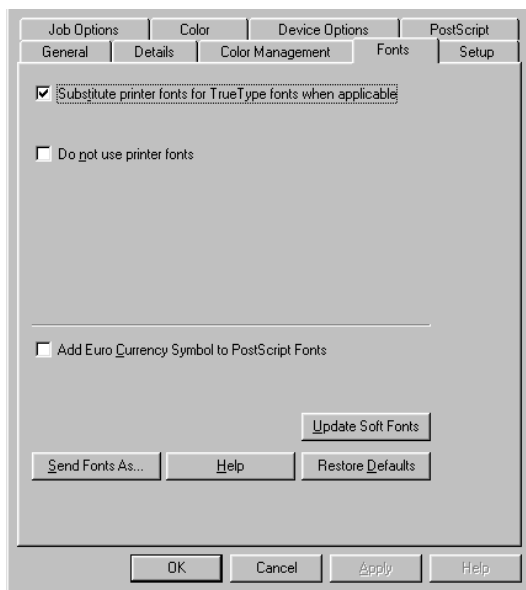 Job Options Color Device Options PostScript
General Details Color Management Fonts Setup
Substitute printer fonts for TrueType fonts when applicable
Do not use printer fonts
Add Euro Currency Symbol to PostScript Fonts
Update Soft Fonts
Send Fonts As... Help Restore Defaults
OK Cancel Apply Help